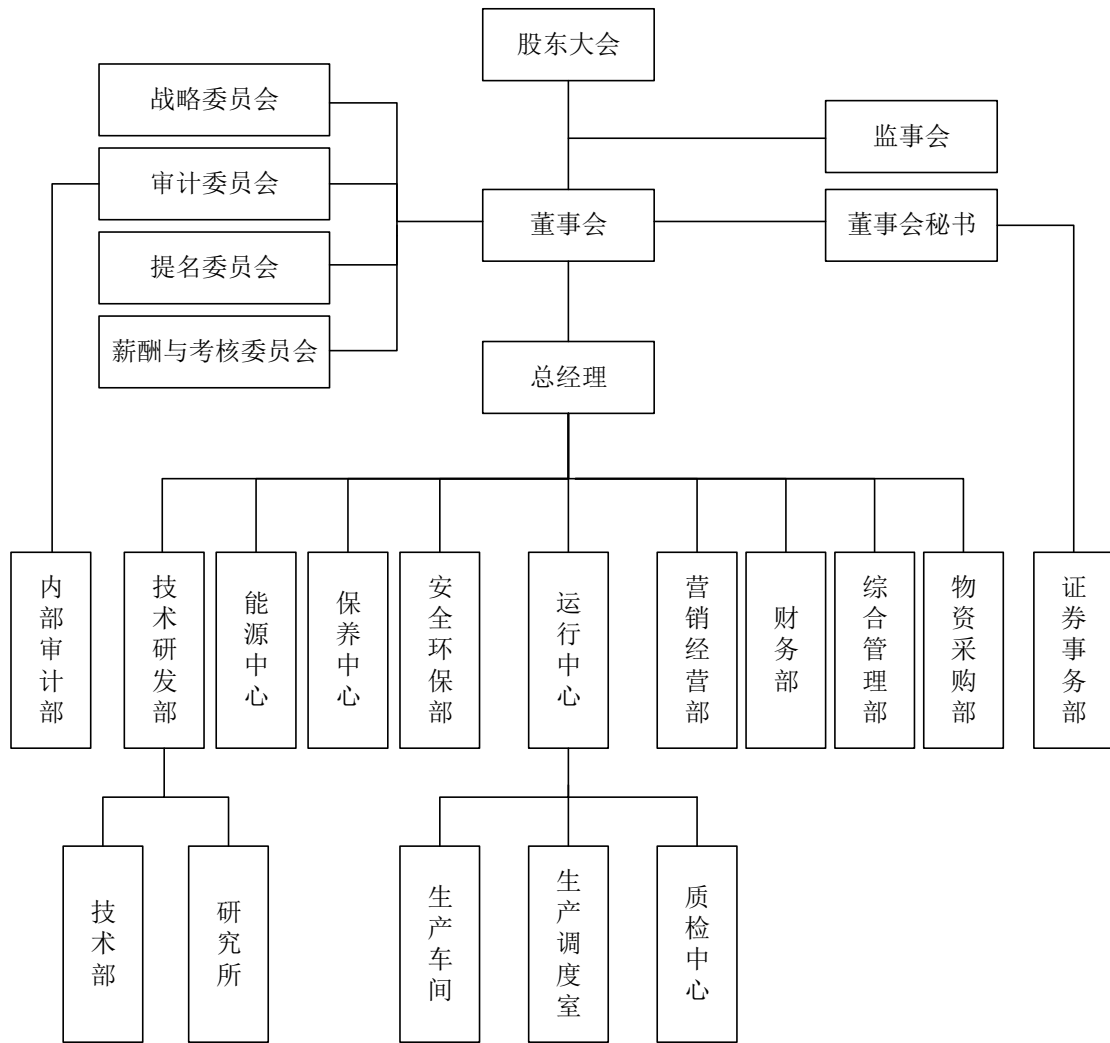 股东大会
战略委员会
监事会
审计委员会
董事会
董事会秘书
提名委员会
薪酬与考核委员会
总经理
内部审计部
技术研发部
能源中心
保养中心
安全环保部
运行中心
营销经营部
财务部
综合管理部
物资采购部
证券事务部
技术部
研究所
生产车间
生产调度室
质检中心